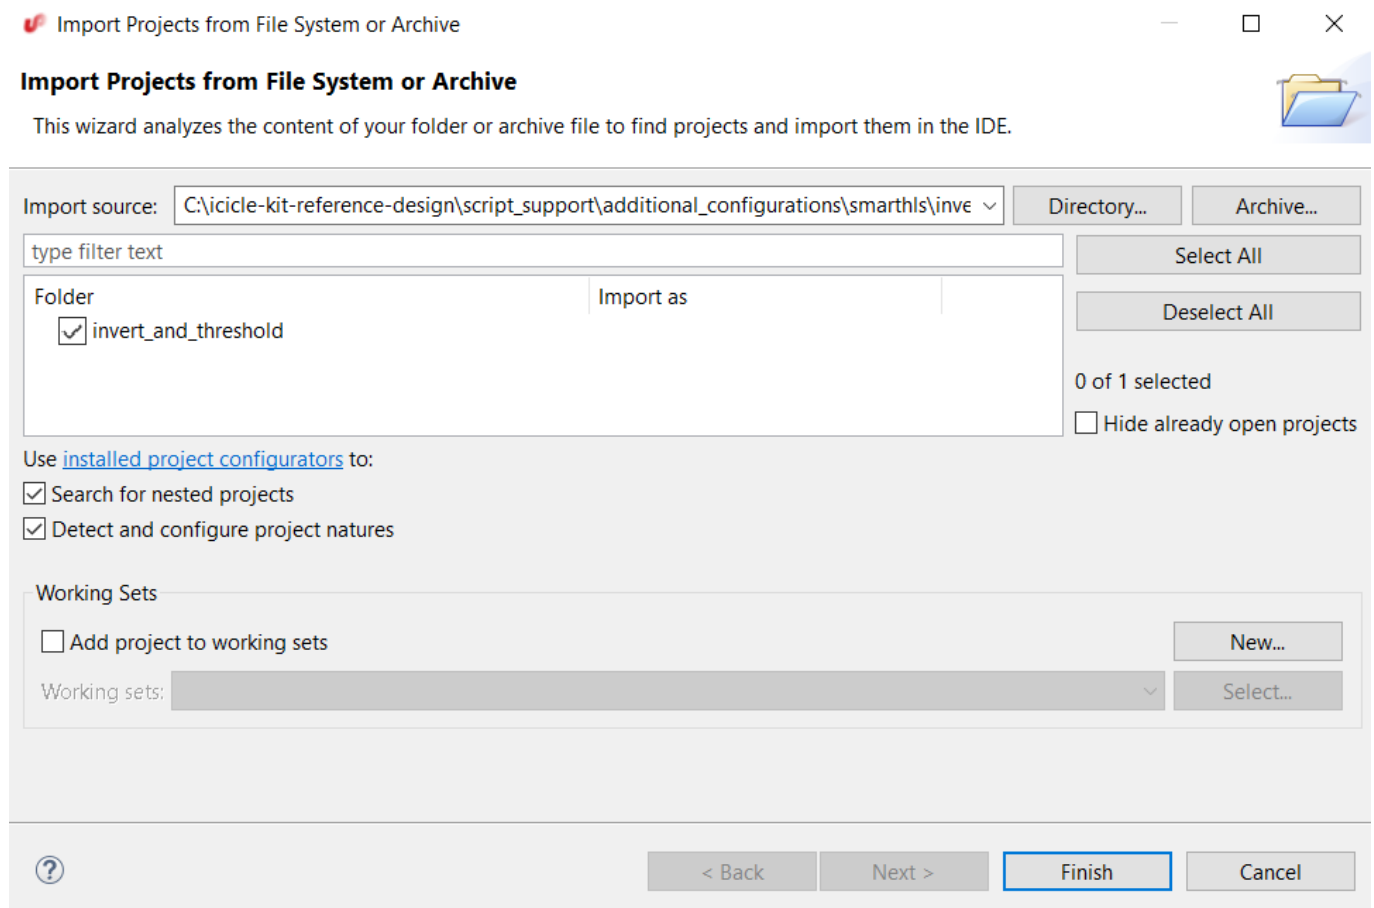 Import Projects from File System or Archive
Import Projects from File System or Archive
This wizard analyzes the content of your folder or archive file to find projects and import them in the IDE.
Import source: C:\icicle-kit-reference-design\script_support\additional_configurations\smarthls\inve Directory... Archive...
type filter text Select All
Folder Import as
Deselect All
invert_and_threshold
0 of 1 selected
Hide already open projects
Use installed project configurators to:
Search for nested projects
Detect and configure project natures
Working Sets
Add project to working sets New...
Working sets: Select...
? < Back Next > Finish Cancel